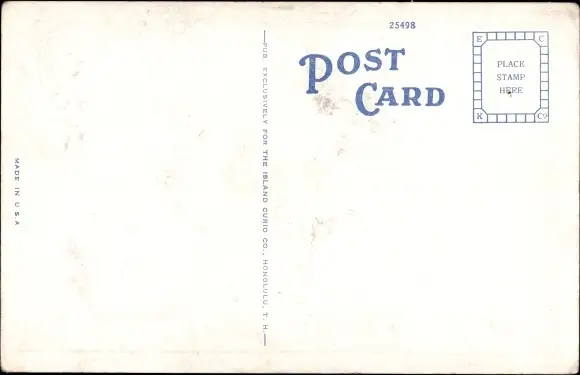 25498
POST
CARD
E C
PLACE
STAMP
HERE
K Co
PUB. EXCLUSIVELY FOR THE ISLAND CURIO CO., HONOLULU, T. H.
MADE IN U.S.A